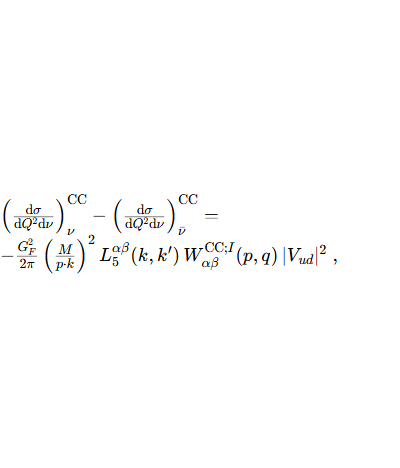 \left(\frac{\mathrm{d}\sigma}{\mathrm{d}Q^2\mathrm{d}\nu}\right)^{\mathrm{CC}}_{\nu} - \left(\frac{\mathrm{d}\sigma}{\mathrm{d}Q^2\mathrm{d}\nu}\right)^{\mathrm{CC}}_{\bar{\nu}} =
-\frac{G_F^2}{2\pi} \left(\frac{M}{p \cdot k}\right)^2 L_5^{\alpha\beta}(k, k') \, W_{\alpha\beta}^{\mathrm{CC};I}(p, q) \, |V_{ud}|^2 \, ,